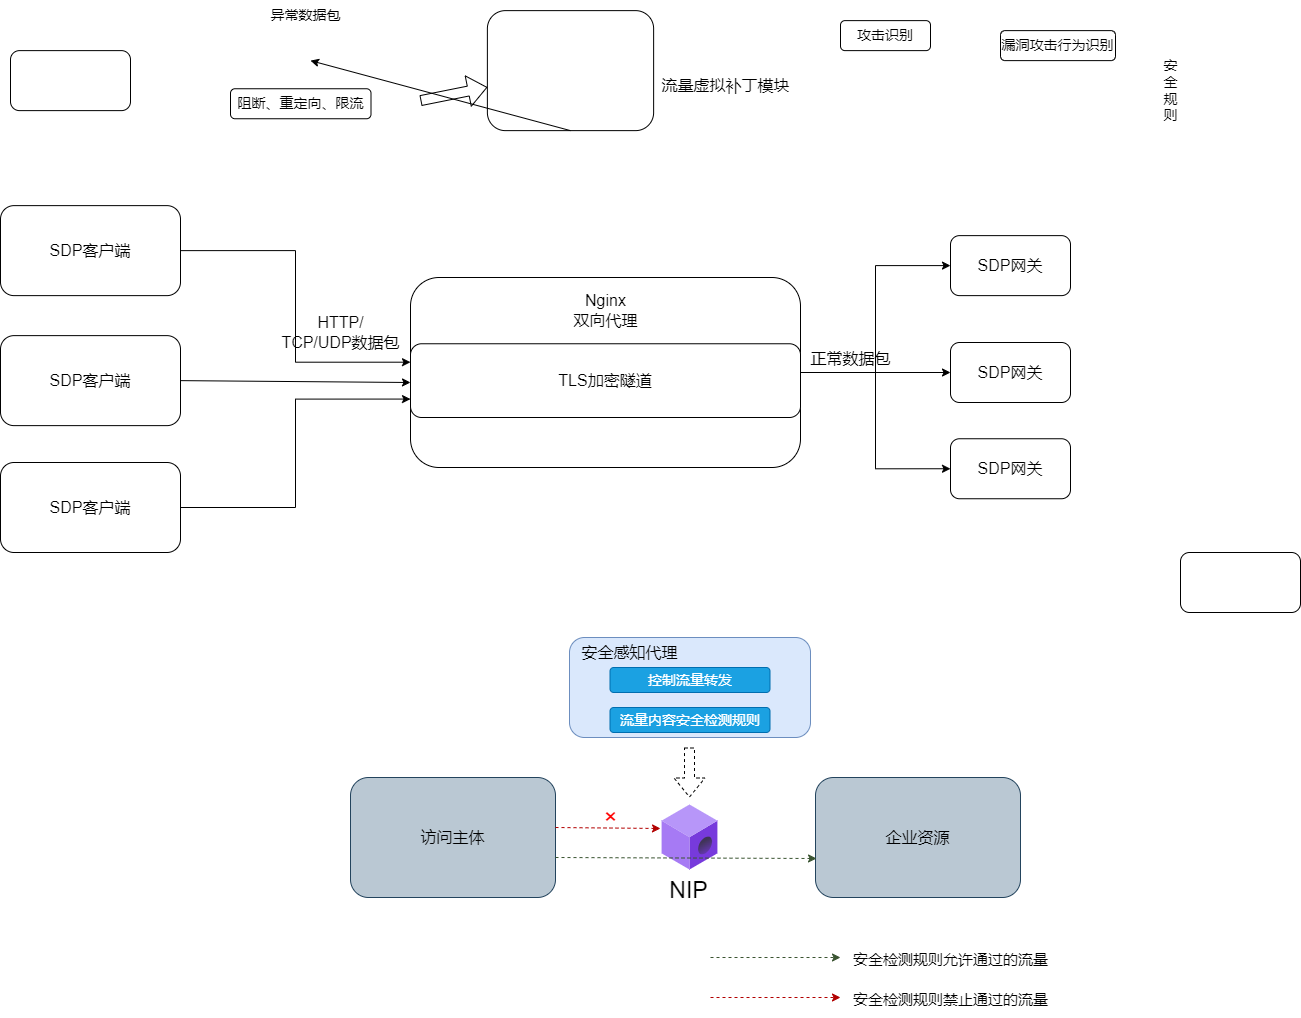 异常数据包
攻击识别
漏洞攻击行为识别
安
全
规
则
流量虚拟补丁模块
阻断、重定向、限流
SDP客户端
SDP客户端
SDP客户端
HTTP/
TCP/UDP数据包
Nginx
双向代理
TLS加密隧道
正常数据包
SDP网关
SDP网关
SDP网关
安全感知代理
控制流量转发
流量内容安全检测规则
访问主体
NIP
企业资源
安全检测规则允许通过的流量
安全检测规则禁止通过的流量